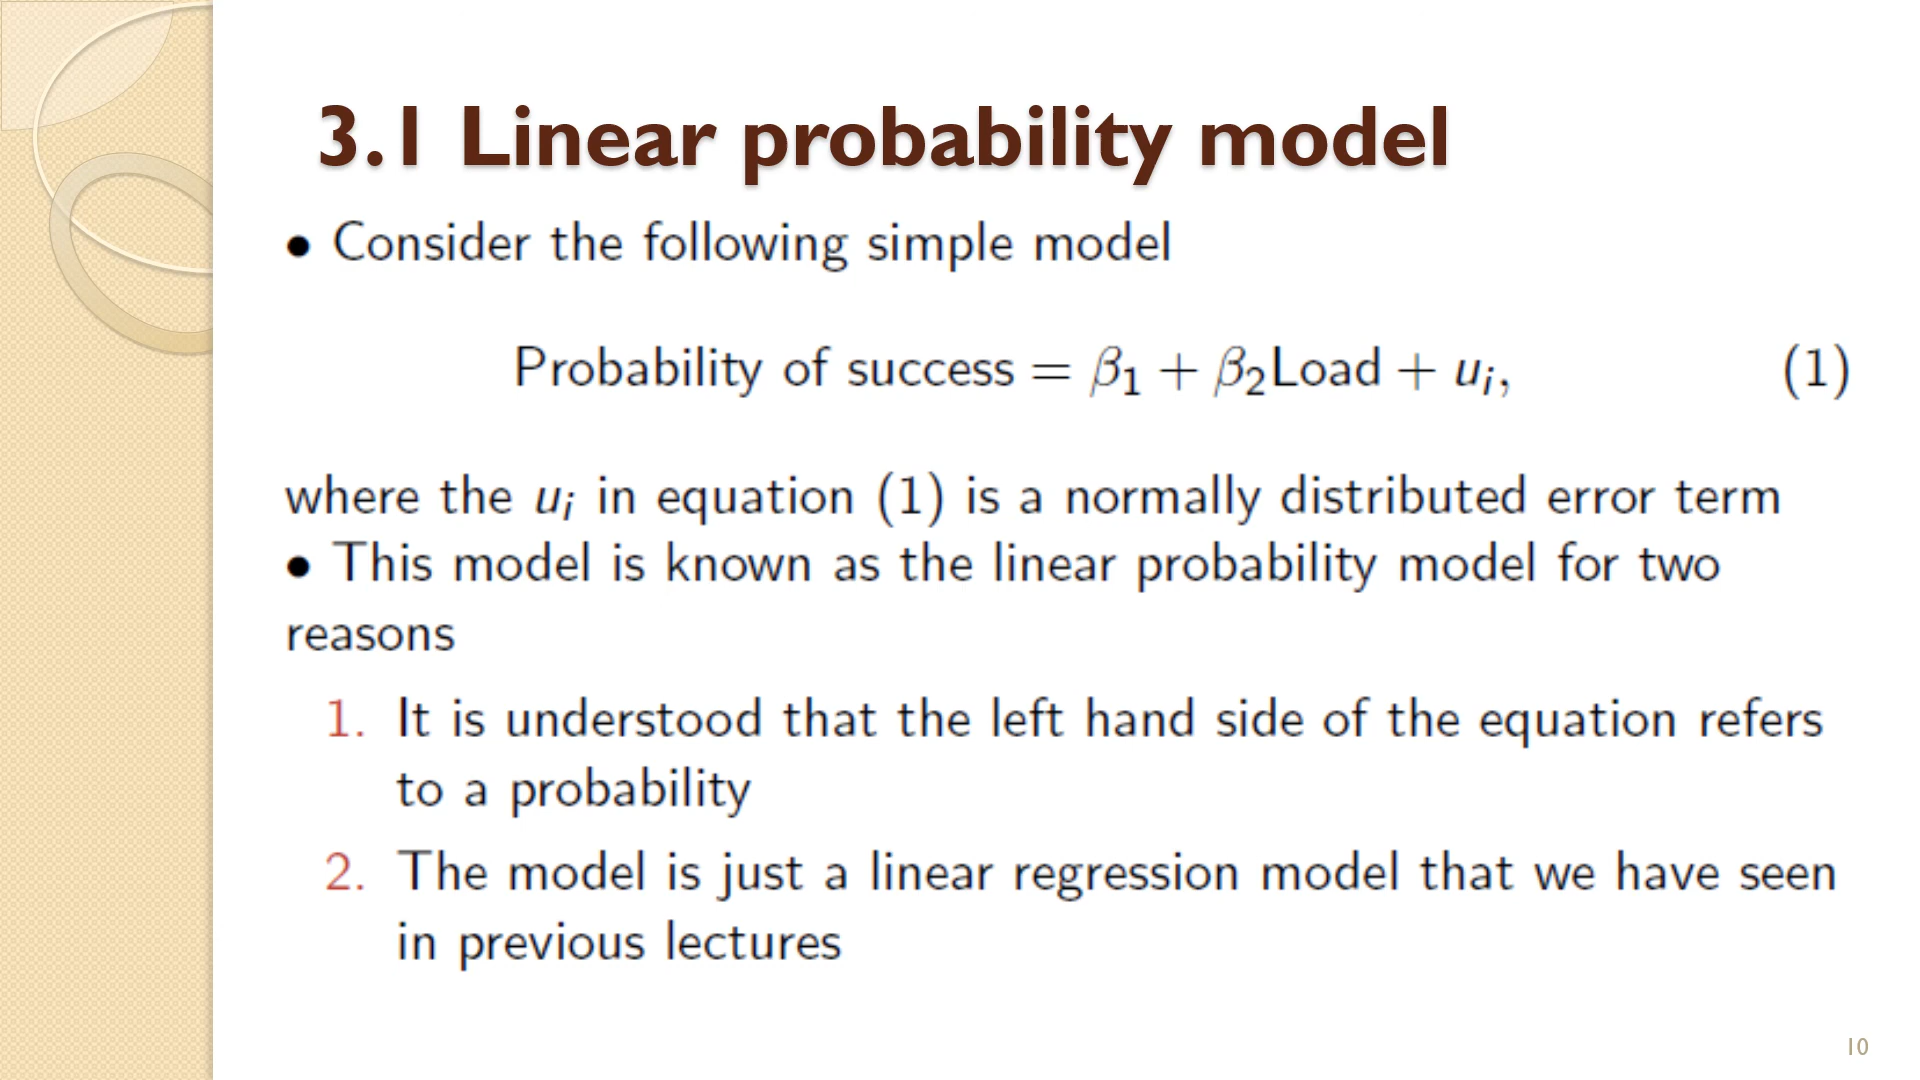 3.1 Linear probability model
• Consider the following simple model
Probability of success = β₁ + β₂Load + uᵢ, (1)
where the uᵢ in equation (1) is a normally distributed error term
• This model is known as the linear probability model for two
reasons
1. It is understood that the left hand side of the equation refers
to a probability
2. The model is just a linear regression model that we have seen
in previous lectures
10